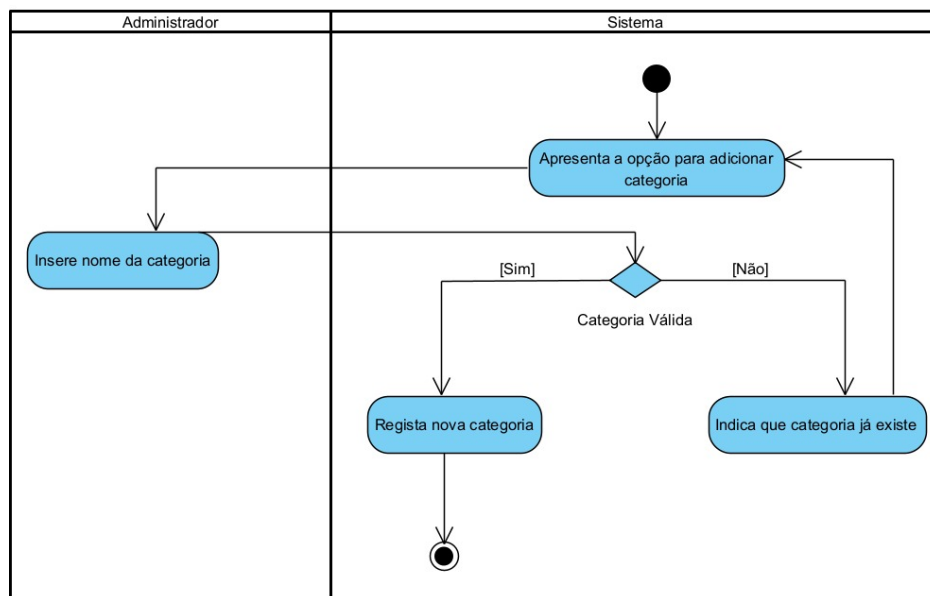 Administrador
Sistema
Apresenta a opção para adicionar
categoria
Insere nome da categoria
[Sim]
[Não]
Categoria Válida
Regista nova categoria
Indica que categoria já existe